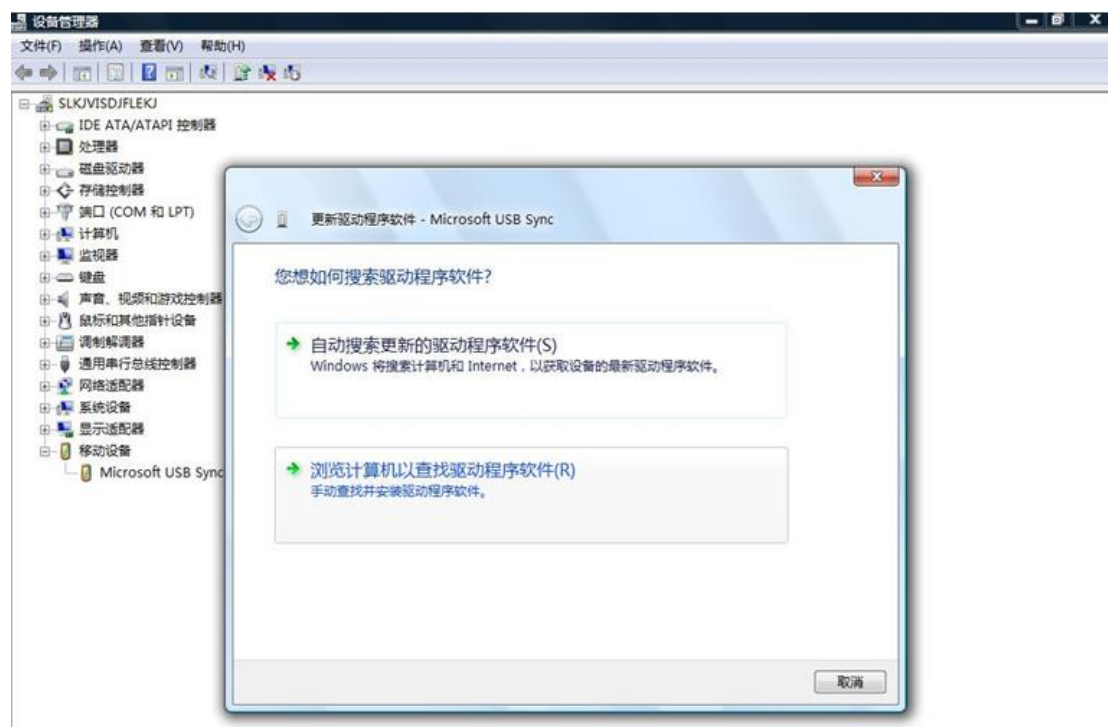 设备管理器
文件(F) 操作(A) 查看(V) 帮助(H)
SLKJVISDJFLEKJ
IDE ATA/ATAPI 控制器
处理器
磁盘驱动器
存储控制器
端口 (COM 和 LPT)
计算机
监视器
键盘
声音、视频和游戏控制器
鼠标和其他指针设备
调制解调器
通用串行总线控制器
网络适配器
系统设备
显示适配器
移动设备
Microsoft USB Sync
更新驱动程序软件 - Microsoft USB Sync
您想如何搜索驱动程序软件?
自动搜索更新的驱动程序软件(S)
Windows 将搜索计算机和 Internet，以获取设备的最新驱动程序软件。
浏览计算机以查找驱动程序软件(R)
手动查找并安装驱动程序软件。
取消